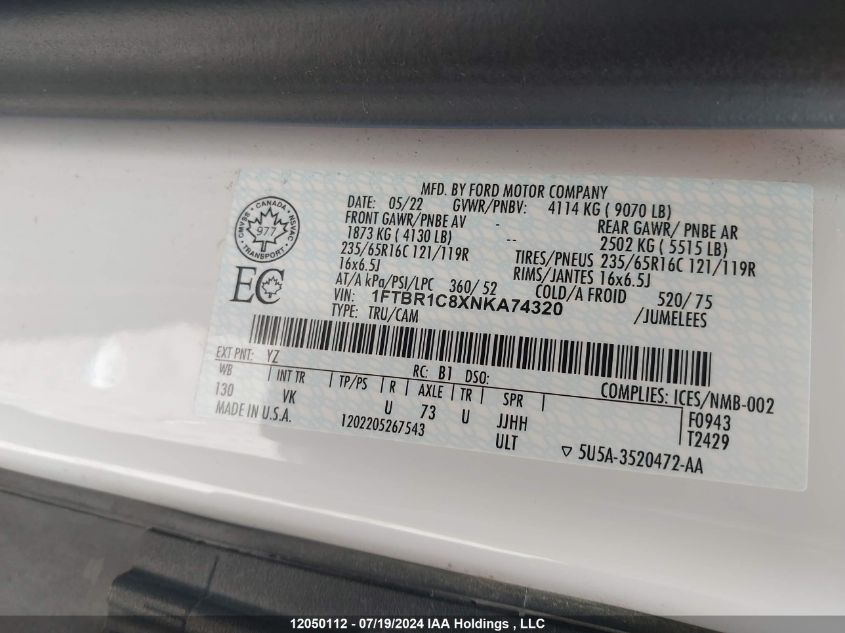 MFD. BY FORD MOTOR COMPANY
DATE: 05/22 GVWR/PNBV: 4114 KG ( 9070 LB)
FRONT GAWR/PNBE AV - REAR GAWR/ PNBE AR
1873 KG ( 4130 LB) -- 2502 KG ( 5515 LB)
235/65R16C 121/119R TIRES/PNEUS 235/65R16C 121/119R
16x6.5J RIMS/JANTES 16x6.5J
AT/A kPa/PSI/LPC 360/ 52 COLD/A FROID 520/ 75
VIN: 1FTBR1C8XNKA74320 /JUMELEES
TYPE: TRU/CAM
CMVSS · CANADA · NSVAC
977
TRANSPORT
EC
EXT PNT: YZ RC: B1 DSO: COMPLIES: ICES/NMB-002
WB INT TR TP/PS R AXLE TR SPR F0943
130 VK U 73 U JJHH T2429
MADE IN U.S.A. 1202205267543 ULT ▽ 5U5A-3520472-AA
12050112 - 07/19/2024 IAA Holdings , LLC